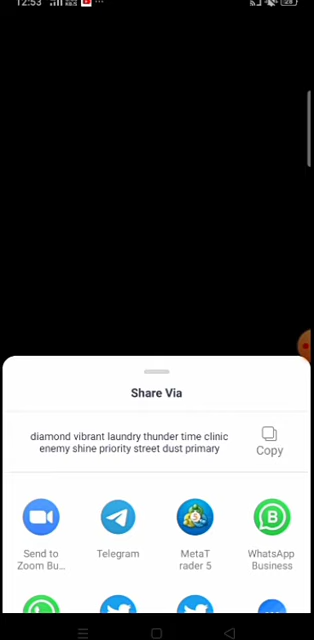 12:53
Share Via
diamond vibrant laundry thunder time clinic
enemy shine priority street dust primary
Copy
Send to
Zoom Bu...
Telegram
MetaT
rader 5
WhatsApp
Business